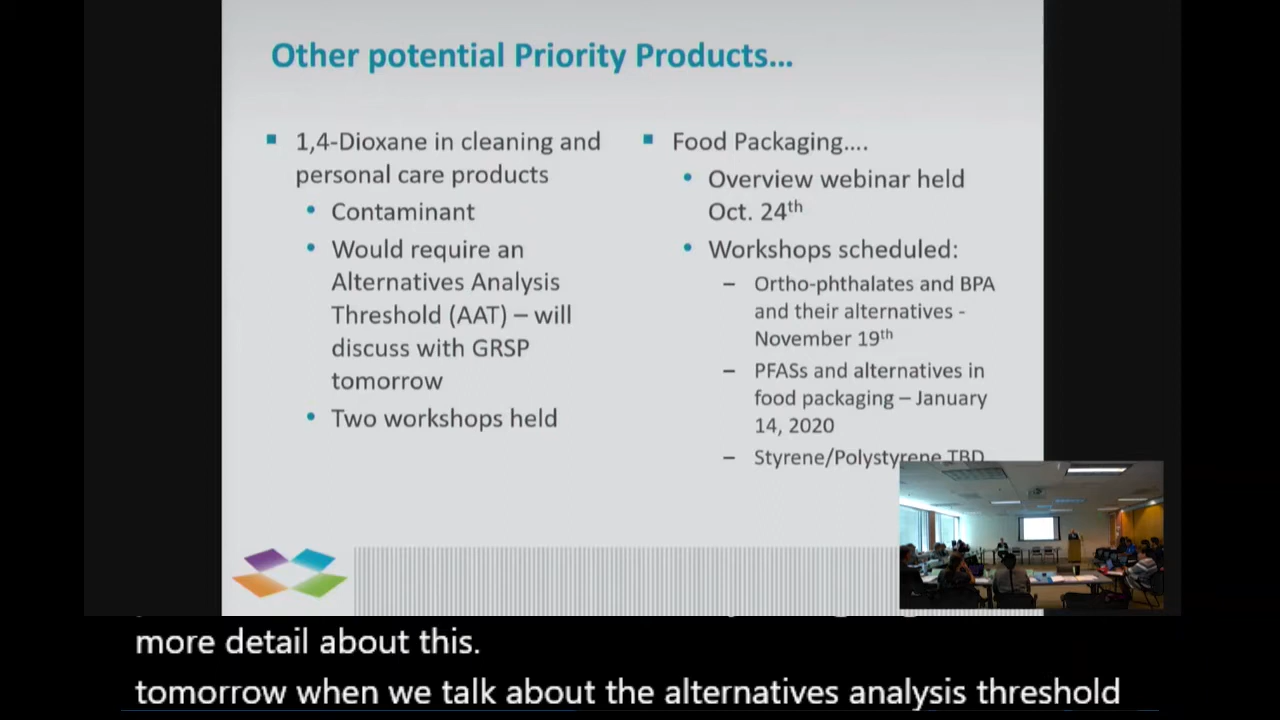 Other potential Priority Products...
1,4-Dioxane in cleaning and
personal care products
Contaminant
Would require an
Alternatives Analysis
Threshold (AAT) – will
discuss with GRSP
tomorrow
Two workshops held
Food Packaging....
Overview webinar held
Oct. 24th
Workshops scheduled:
– Ortho-phthalates and BPA
and their alternatives -
November 19th
– PFASs and alternatives in
food packaging – January
14, 2020
– Styrene/Polystyrene TBD
more detail about this.
tomorrow when we talk about the alternatives analysis threshold